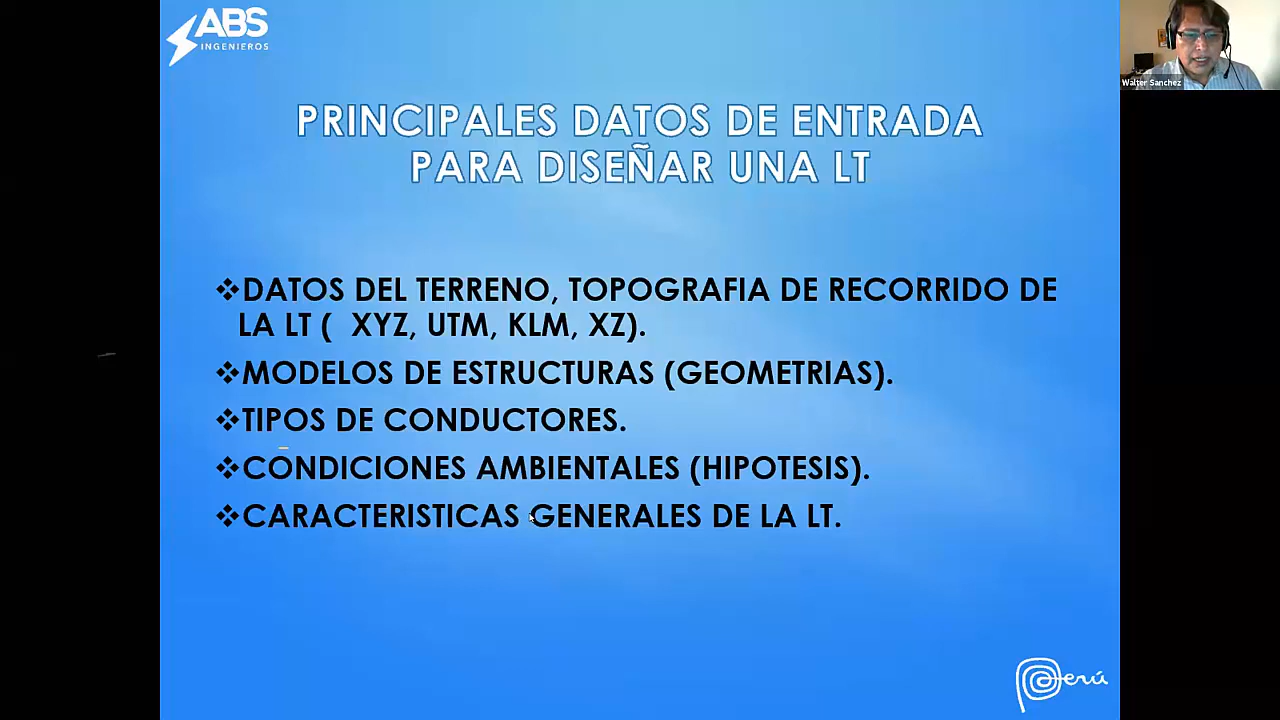 ABS
INGENIEROS
Walter Sanchez
PRINCIPALES DATOS DE ENTRADA
PARA DISEÑAR UNA LT
❖DATOS DEL TERRENO, TOPOGRAFIA DE RECORRIDO DE
LA LT (  XYZ, UTM, KLM, XZ).
❖MODELOS DE ESTRUCTURAS (GEOMETRIAS).
❖TIPOS DE CONDUCTORES.
❖CONDICIONES AMBIENTALES (HIPOTESIS).
❖CARACTERISTICAS GENERALES DE LA LT.
Perú